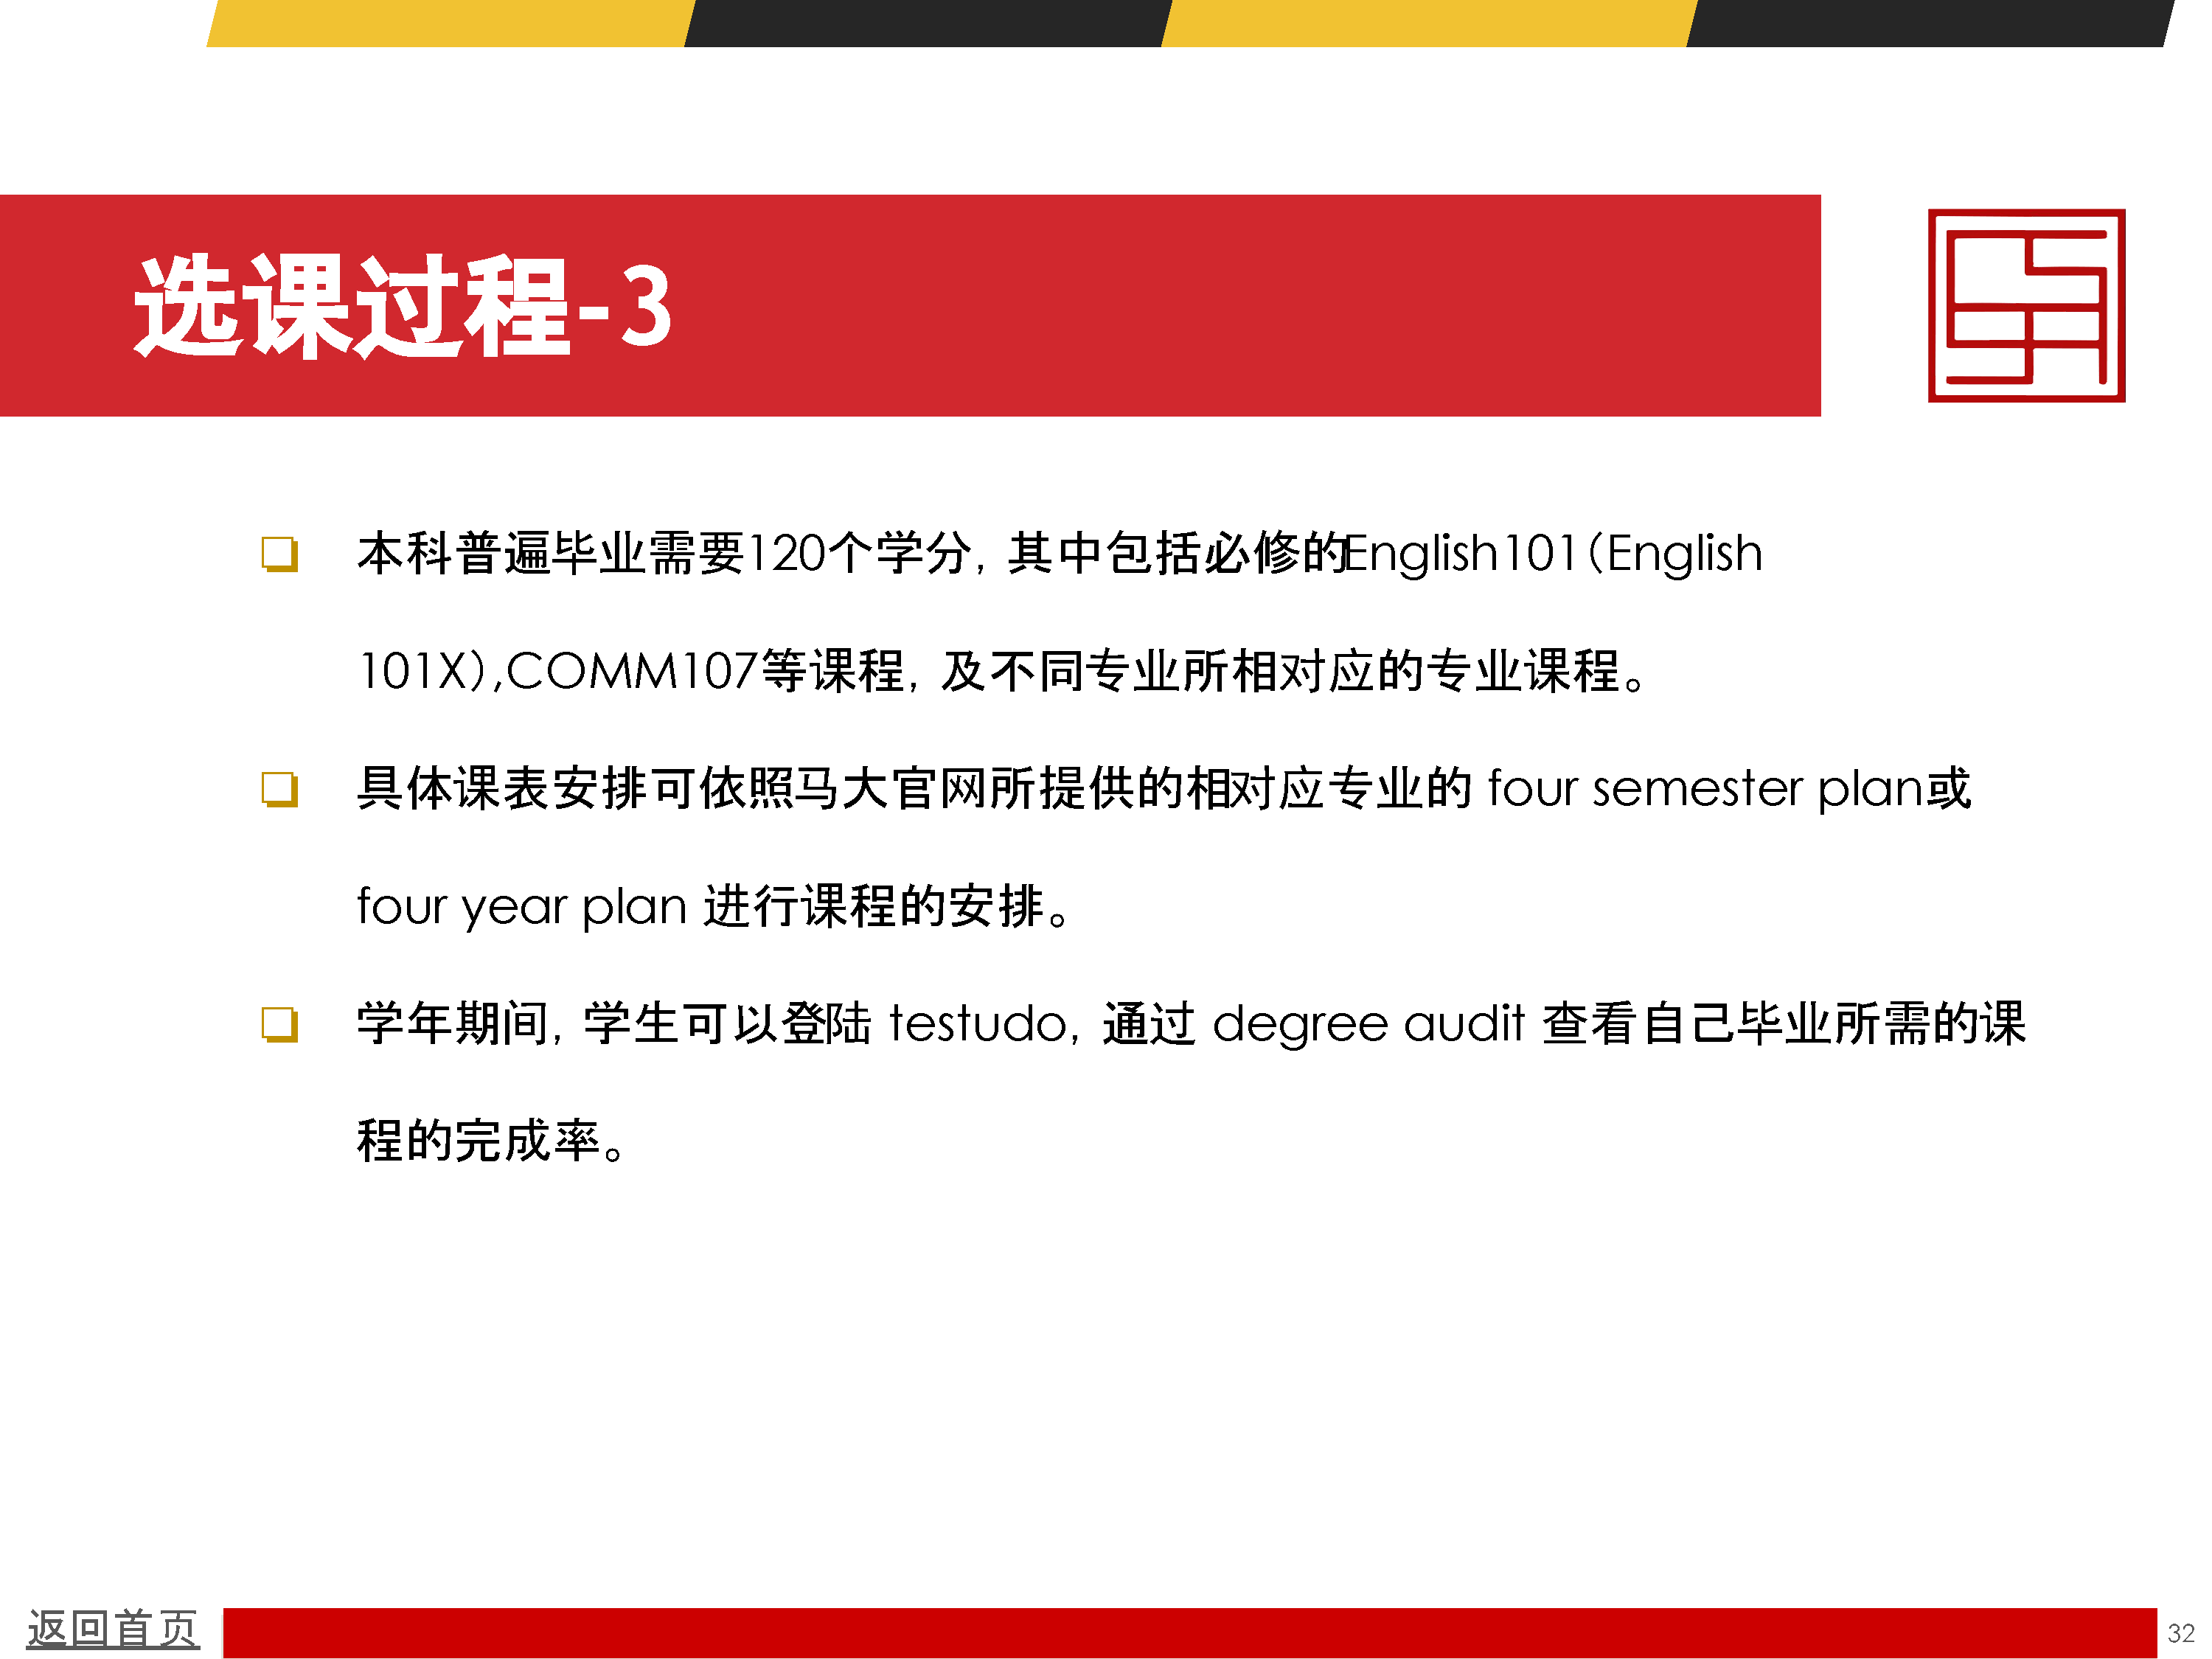 选课过程-3
本科普遍毕业需要120个学分，其中包括必修的English101（English
101X）,COMM107等课程，及不同专业所相对应的专业课程。
具体课表安排可依照马大官网所提供的相对应专业的 four semester plan或
four year plan 进行课程的安排。
学年期间，学生可以登陆 testudo，通过 degree audit 查看自己毕业所需的课
程的完成率。
返回首页
32